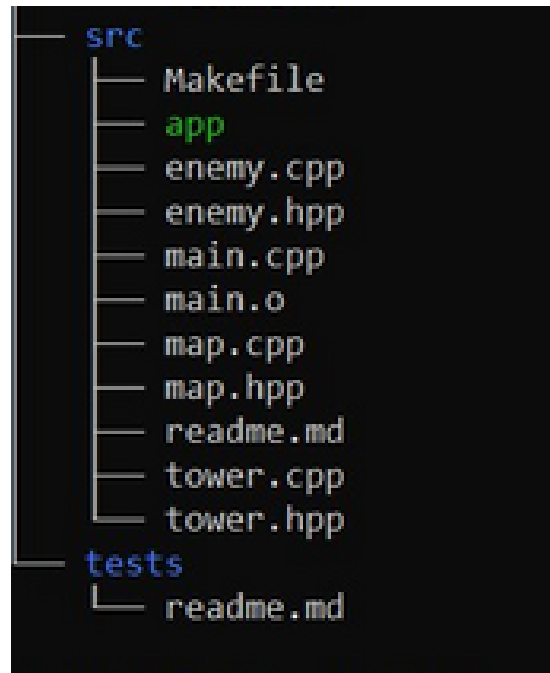 src
Makefile
app
enemy.cpp
enemy.hpp
main.cpp
main.o
map.cpp
map.hpp
readme.md
tower.cpp
tower.hpp
tests
readme.md